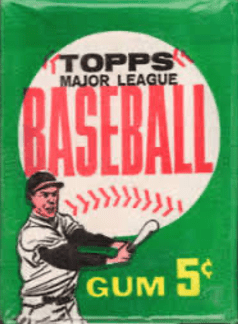 TOPPS
MAJOR LEAGUE
BASEBALL
GUM 5¢